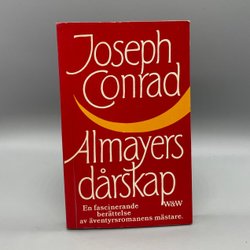 Joseph
Conrad
Almayers
dårskap
W&W
En fascinerande
berättelse
av äventyrsromanens mästare.